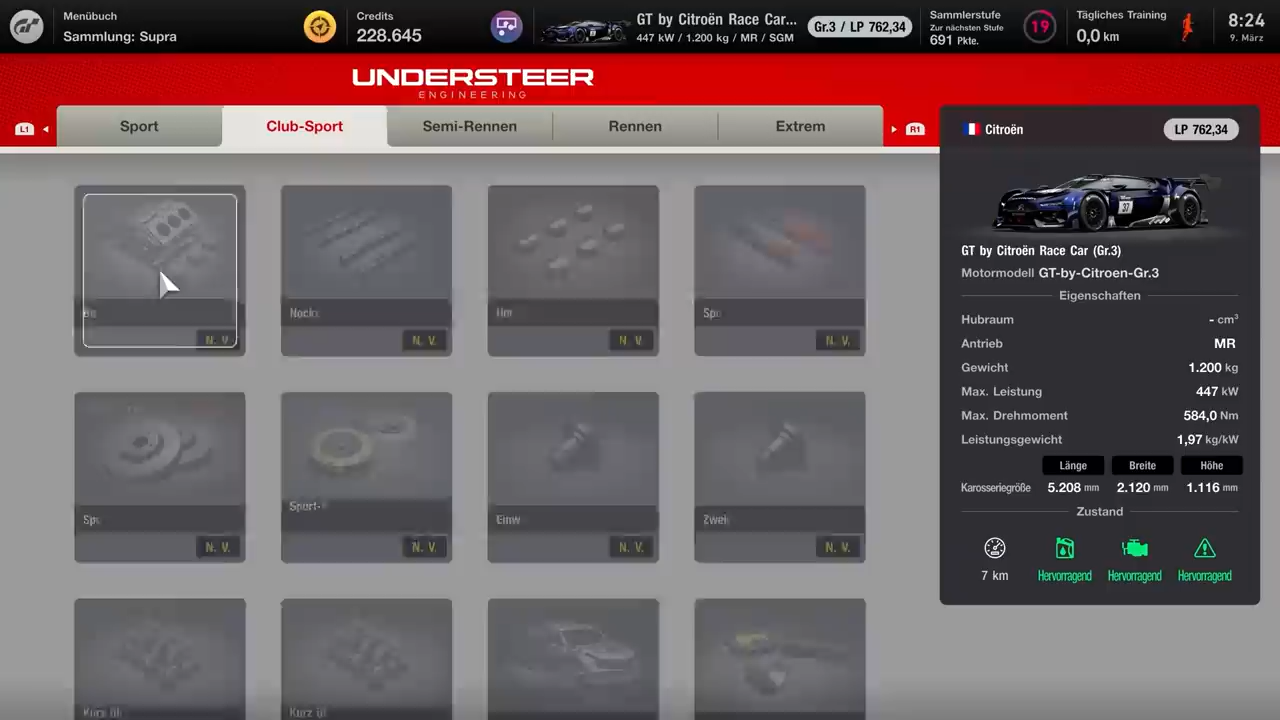 Menübuch
Sammlung: Supra
Credits
228.645
GT by Citroën Race Car...
447 kW / 1.200 kg / MR / SGM
Gr.3 / LP 762,34
Sammlerstufe
Zur nächsten Stufe
691 Pkte.
19
Tägliches Training
0,0 km
8:24
9. März
UNDERSTEER
ENGINEERING
L1
Sport
Club-Sport
Semi-Rennen
Rennen
Extrem
R1
N. V.
N. V.
N. V.
N. V.
Sport-
N. V.
N. V.
N. V.
N. V.
Citroën
LP 762,34
37
GT by Citroën Race Car (Gr.3)
Motormodell GT-by-Citroen-Gr.3
Eigenschaften
Hubraum - cm³
Antrieb MR
Gewicht 1.200 kg
Max. Leistung 447 kW
Max. Drehmoment 584,0 Nm
Leistungsgewicht 1,97 kg/kW
Länge Breite Höhe
Karosseriegröße 5.208 mm 2.120 mm 1.116 mm
Zustand
7 km Hervorragend Hervorragend Hervorragend